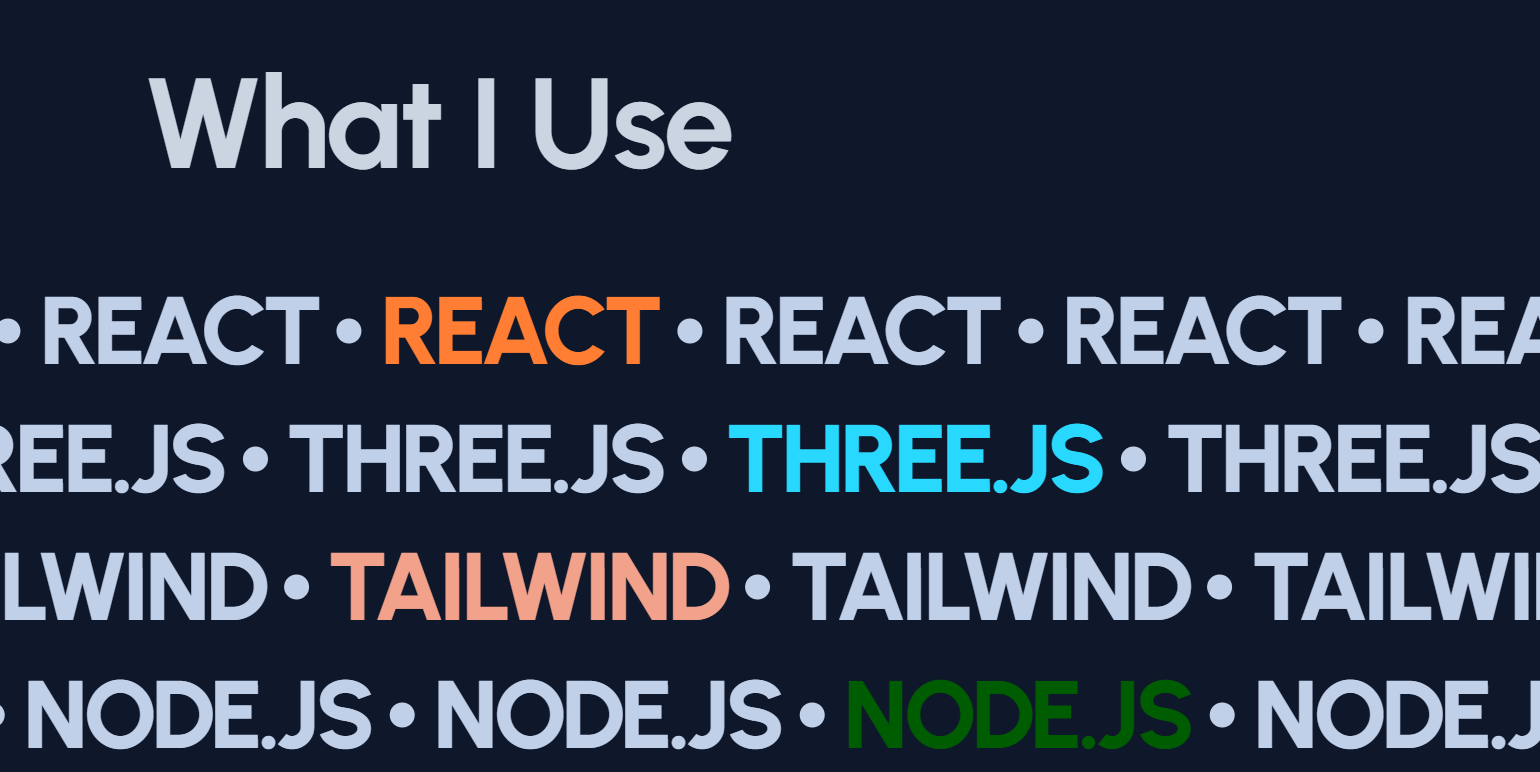 What I Use
• REACT • REACT • REACT • REACT • REA
REE.JS • THREE.JS • THREE.JS • THREE.JS
LWIND • TAILWIND • TAILWIND • TAILWI
• NODE.JS • NODE.JS • NODE.JS • NODE.J